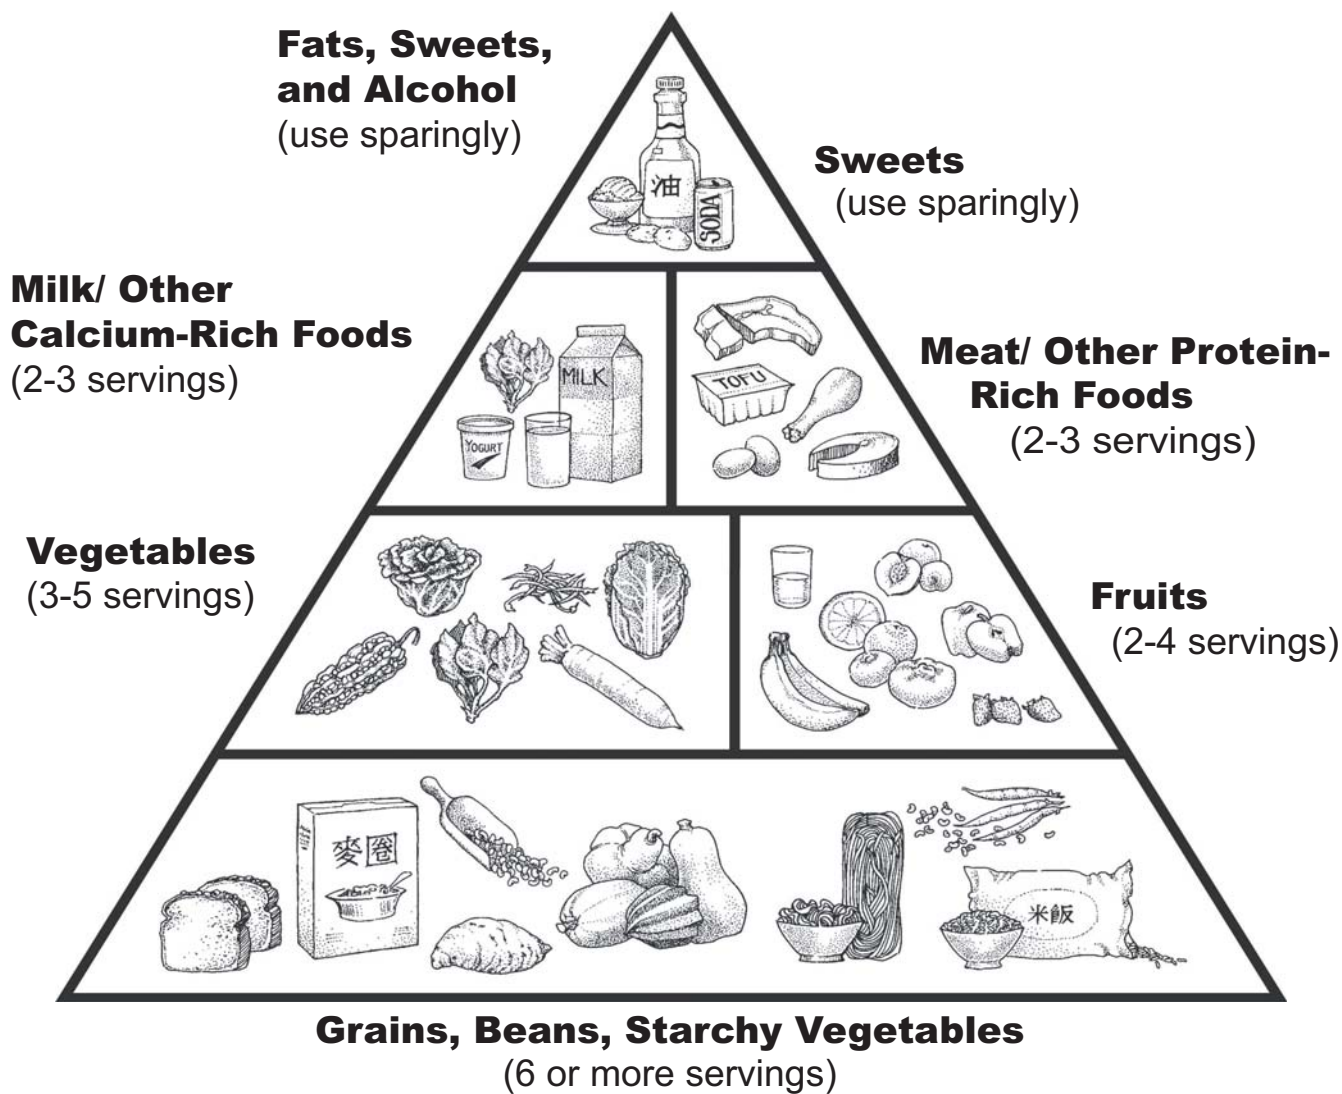 Fats, Sweets,
and Alcohol
(use sparingly)
油
SODA
Sweets
(use sparingly)
Milk/ Other
Calcium-Rich Foods
(2-3 servings)
MILK
YOGURT
TOFU
Meat/ Other Protein-
Rich Foods
(2-3 servings)
Vegetables
(3-5 servings)
Fruits
(2-4 servings)
麥圈
米飯
Grains, Beans, Starchy Vegetables
(6 or more servings)